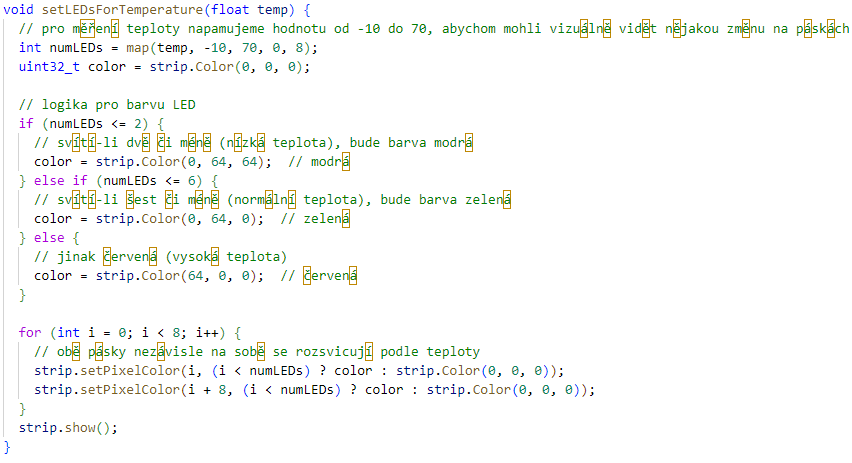 void setLEDsForTemperature(float temp) {
  // pro měření teploty napamujeme hodnotu od -10 do 70, abychom mohli vizuálně vidět nějakou změnu na páskách
  int numLEDs = map(temp, -10, 70, 0, 8);
  uint32_t color = strip.Color(0, 0, 0);

  // logika pro barvu LED
  if (numLEDs <= 2) {
    // svítí-li dvě či méně (nízká teplota), bude barva modrá
    color = strip.Color(0, 64, 64);  // modrá
  } else if (numLEDs <= 6) {
    // svítí-li šest či méně (normální teplota), bude barva zelená
    color = strip.Color(0, 64, 0);  // zelená
  } else {
    // jinak červená (vysoká teplota)
    color = strip.Color(64, 0, 0);  // červená
  }

  for (int i = 0; i < 8; i++) {
    // obě pásky nezávisle na sobě se rozsvicují podle teploty
    strip.setPixelColor(i, (i < numLEDs) ? color : strip.Color(0, 0, 0));
    strip.setPixelColor(i + 8, (i < numLEDs) ? color : strip.Color(0, 0, 0));
  }
  strip.show();
}